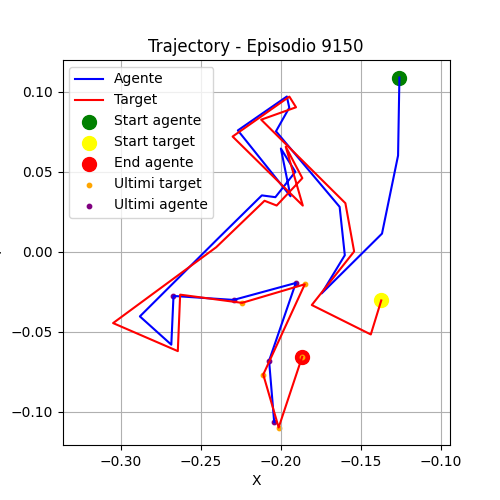 Trajectory - Episodio 9150
Agente
Target
Start agente
Start target
End agente
Ultimi target
Ultimi agente
0.10
0.05
0.00
−0.05
−0.10
−0.30
−0.25
−0.20
−0.15
−0.10
X